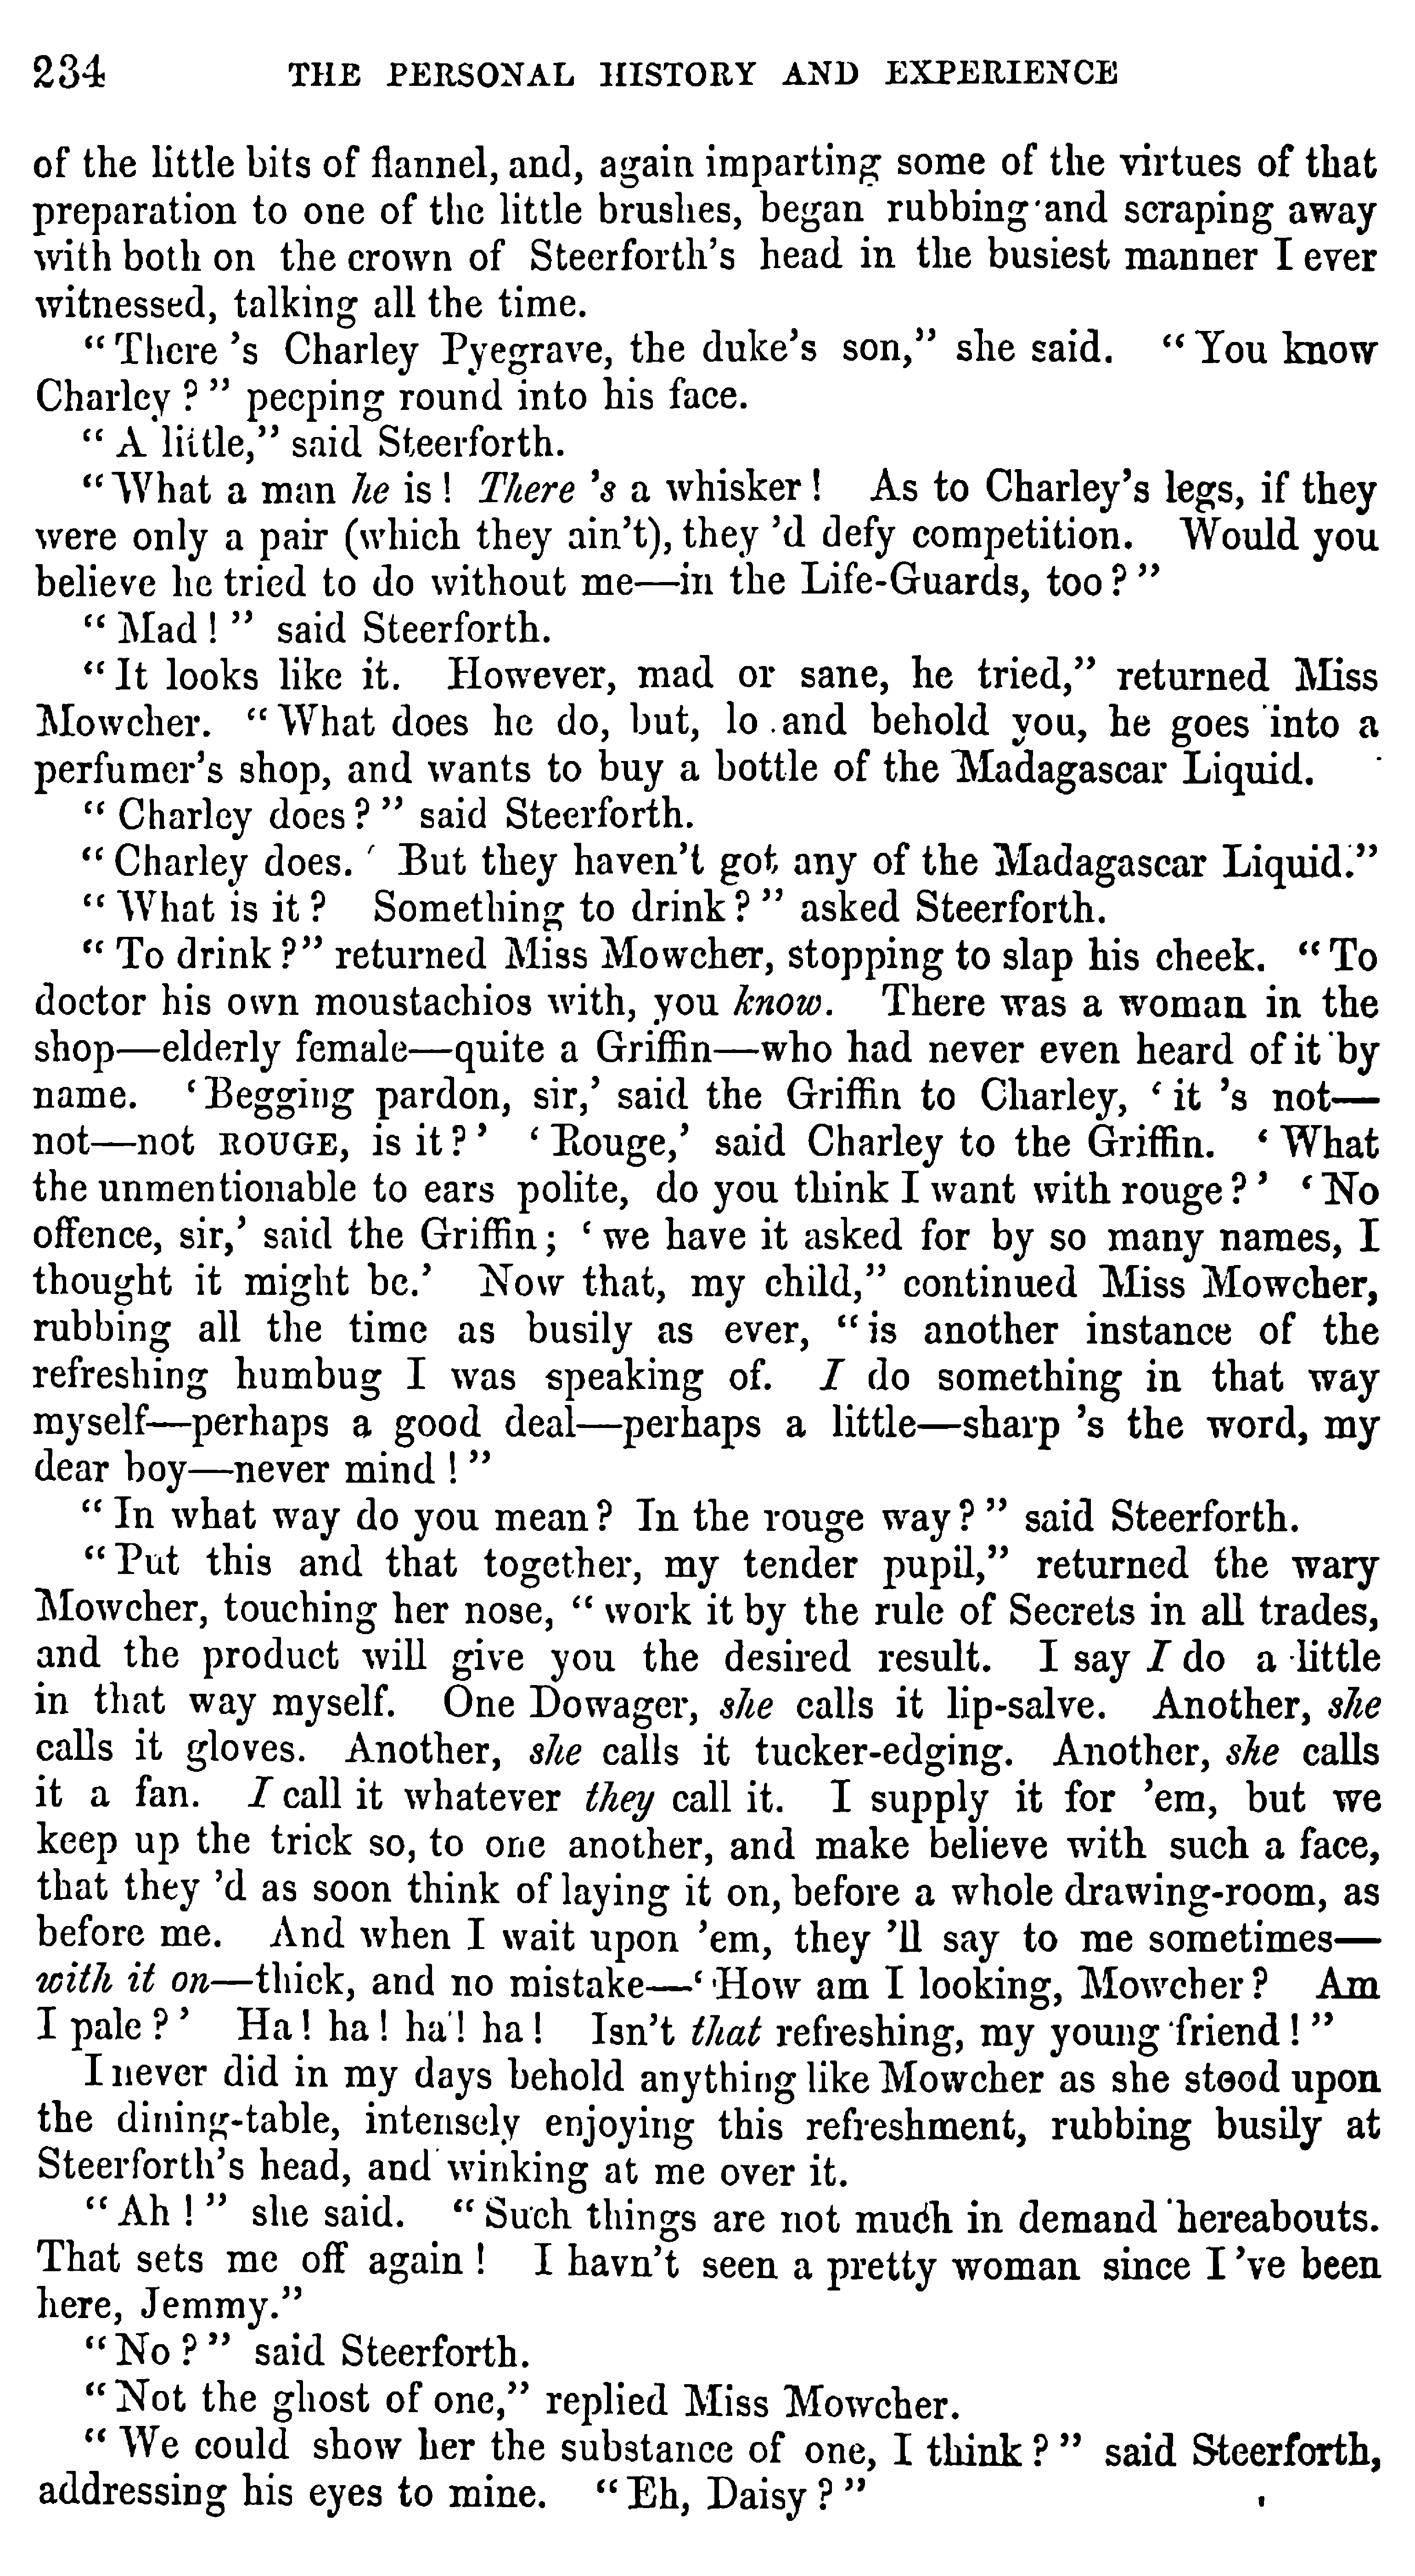 234 THE PERSONAL HISTORY AND EXPERIENCE
of the little bits of flannel, and, again imparting some of the virtues of that
preparation to one of the little brushes, began rubbing and scraping away
with both on the crown of Steerforth's head in the busiest manner I ever
witnessed, talking all the time.
“There 's Charley Pyegrave, the duke's son,” she said. “You know
Charley?” peeping round into his face.
“A little,” said Steerforth.
“What a man he is! There 's a whisker! As to Charley's legs, if they
were only a pair (which they ain't), they 'd defy competition. Would you
believe he tried to do without me—in the Life-Guards, too?”
“Mad!” said Steerforth.
“It looks like it. However, mad or sane, he tried,” returned Miss
Mowcher. “What does he do, but, lo and behold you, he goes into a
perfumer's shop, and wants to buy a bottle of the Madagascar Liquid.
“Charley does?” said Steerforth.
“Charley does. But they haven't got any of the Madagascar Liquid.”
“What is it? Something to drink?” asked Steerforth.
“To drink?” returned Miss Mowcher, stopping to slap his cheek. “To
doctor his own moustachios with, you know. There was a woman in the
shop—elderly female—quite a Griffin—who had never even heard of it by
name. ‘Begging pardon, sir,’ said the Griffin to Charley, ‘it 's not—
not—not ROUGE, is it?’ ‘Rouge,’ said Charley to the Griffin. ‘What
the unmentionable to ears polite, do you think I want with rouge?’ ‘No
offence, sir,’ said the Griffin; ‘we have it asked for by so many names, I
thought it might be.’ Now that, my child,” continued Miss Mowcher,
rubbing all the time as busily as ever, “is another instance of the
refreshing humbug I was speaking of. I do something in that way
myself—perhaps a good deal—perhaps a little—sharp 's the word, my
dear boy—never mind!”
“In what way do you mean? In the rouge way?” said Steerforth.
“Put this and that together, my tender pupil,” returned the wary
Mowcher, touching her nose, “work it by the rule of Secrets in all trades,
and the product will give you the desired result. I say I do a little
in that way myself. One Dowager, she calls it lip-salve. Another, she
calls it gloves. Another, she calls it tucker-edging. Another, she calls
it a fan. I call it whatever they call it. I supply it for 'em, but we
keep up the trick so, to one another, and make believe with such a face,
that they 'd as soon think of laying it on, before a whole drawing-room, as
before me. And when I wait upon 'em, they 'll say to me sometimes—
with it on—thick, and no mistake—‘How am I looking, Mowcher? Am
I pale?’ Ha! ha! ha! ha! Isn't that refreshing, my young friend!”
I never did in my days behold anything like Mowcher as she stood upon
the dining-table, intensely enjoying this refreshment, rubbing busily at
Steerforth's head, and winking at me over it.
“Ah!” she said. “Such things are not much in demand hereabouts.
That sets me off again! I havn't seen a pretty woman since I 've been
here, Jemmy.”
“No?” said Steerforth.
“Not the ghost of one,” replied Miss Mowcher.
“We could show her the substance of one, I think?” said Steerforth,
addressing his eyes to mine. “Eh, Daisy?”